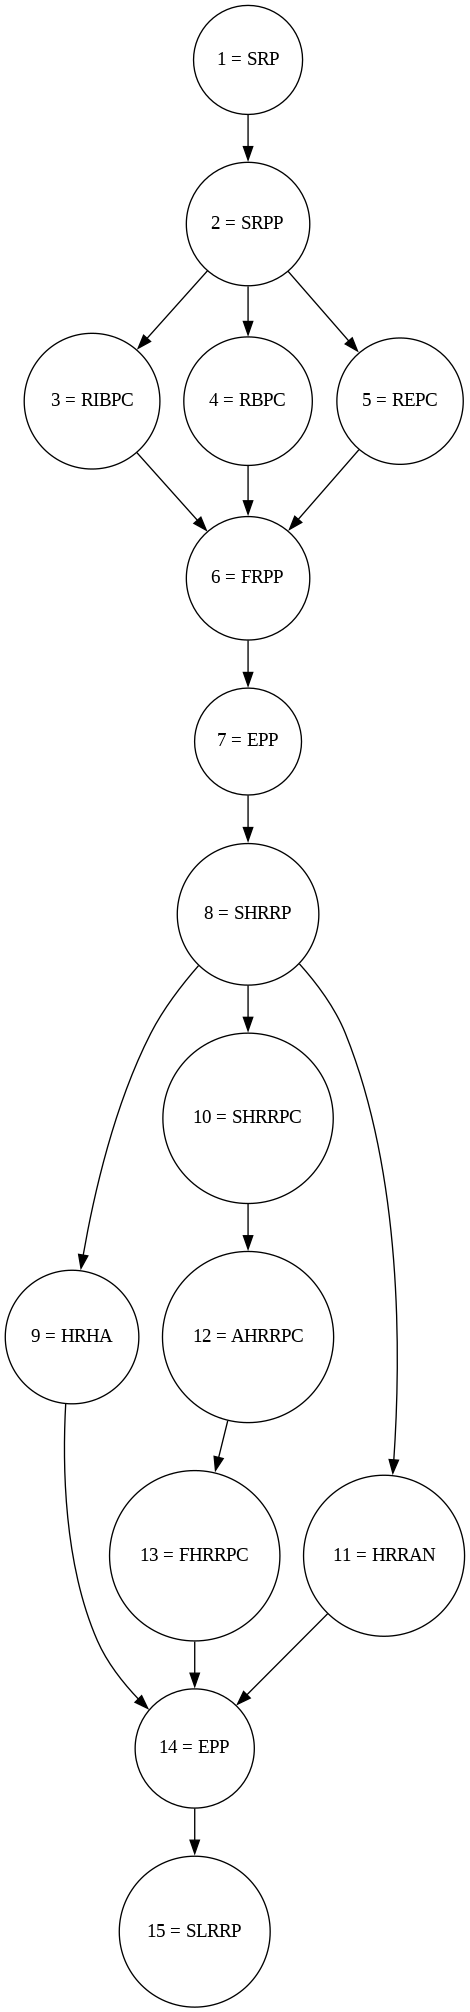 1 = SRP
2 = SRPP
3 = RIBPC
4 = RBPC
5 = REPC
6 = FRPP
7 = EPP
8 = SHRRP
10 = SHRRPC
9 = HRHA
12 = AHRRPC
13 = FHRRPC
11 = HRRAN
14 = EPP
15 = SLRRP